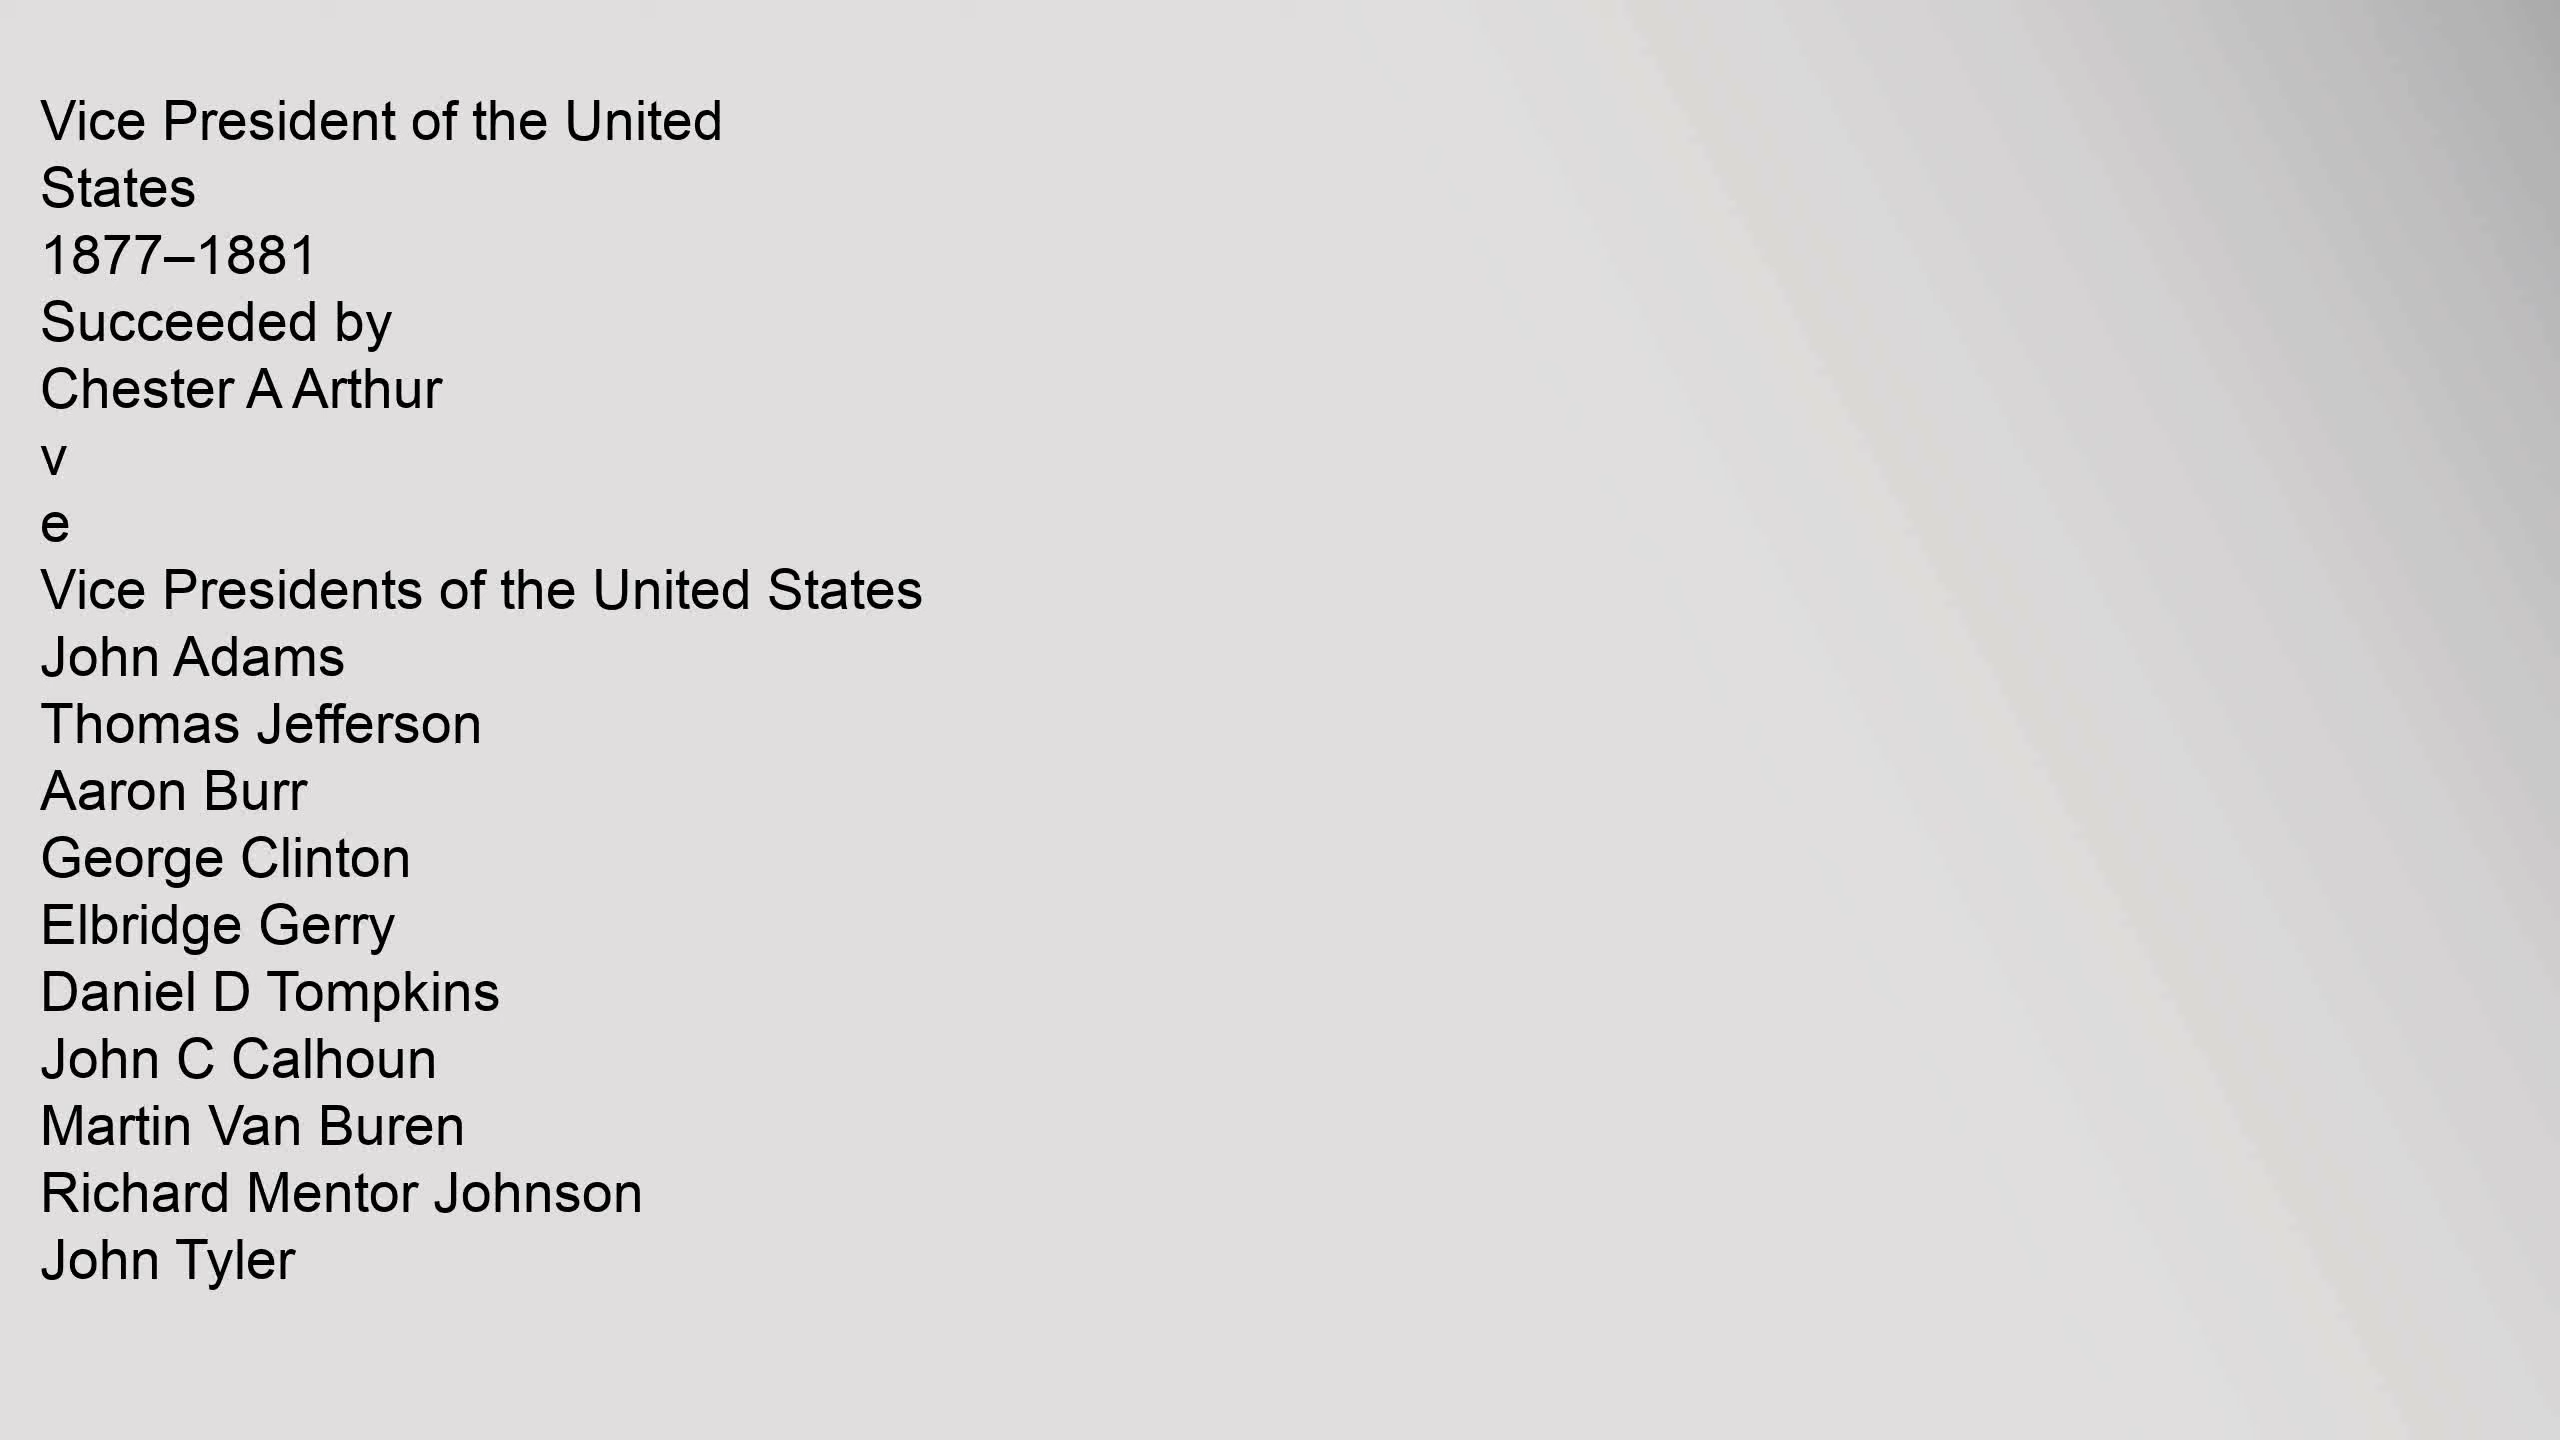 Vice President of the United
States
1877–1881
Succeeded by
Chester A Arthur
v
e
Vice Presidents of the United States
John Adams
Thomas Jefferson
Aaron Burr
George Clinton
Elbridge Gerry
Daniel D Tompkins
John C Calhoun
Martin Van Buren
Richard Mentor Johnson
John Tyler